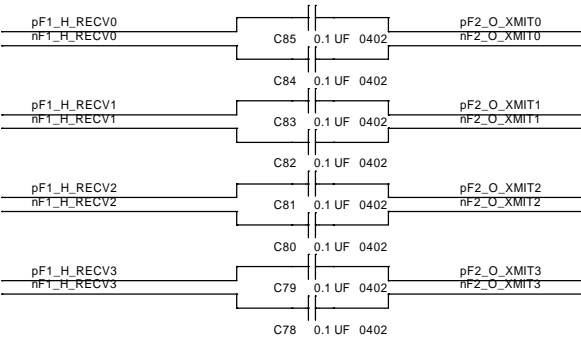 pF1_H_RECV0 pF2_O_XMIT0
nF1_H_RECV0 nF2_O_XMIT0
C85 0.1 UF 0402
C84 0.1 UF 0402
pF1_H_RECV1 pF2_O_XMIT1
nF1_H_RECV1 nF2_O_XMIT1
C83 0.1 UF 0402
C82 0.1 UF 0402
pF1_H_RECV2 pF2_O_XMIT2
nF1_H_RECV2 nF2_O_XMIT2
C81 0.1 UF 0402
C80 0.1 UF 0402
pF1_H_RECV3 pF2_O_XMIT3
nF1_H_RECV3 nF2_O_XMIT3
C79 0.1 UF 0402
C78 0.1 UF 0402